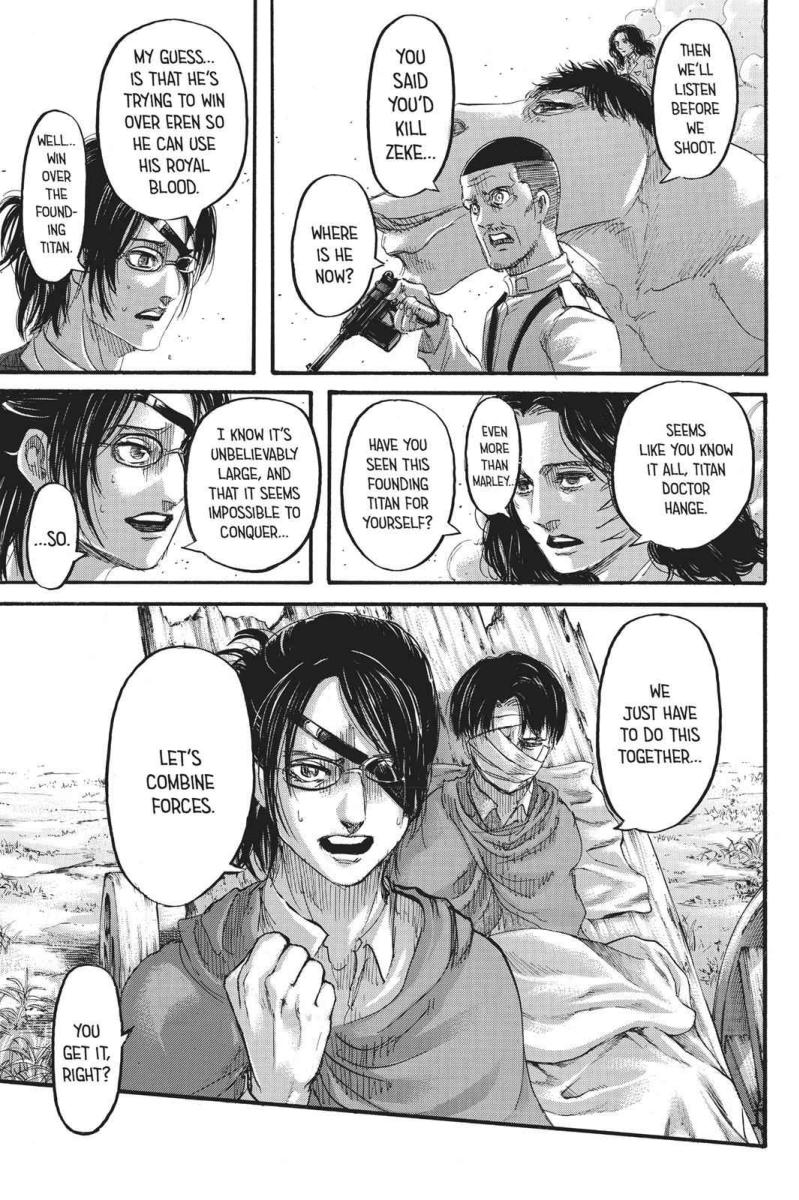 THEN
WE'LL
LISTEN
BEFORE
WE
SHOOT.
YOU
SAID
YOU'D
KILL
ZEKE...
WHERE
IS HE
NOW?
MY GUESS...
IS THAT HE'S
TRYING TO WIN
OVER EREN SO
HE CAN USE
HIS ROYAL
BLOOD.
WELL...
WIN
OVER
THE
FOUND-
ING
TITAN.
SEEMS
LIKE YOU KNOW
IT ALL, TITAN
DOCTOR
HANGE.
EVEN
MORE
THAN
MARLEY...
HAVE YOU
SEEN THIS
FOUNDING
TITAN FOR
YOURSELF?
I KNOW IT'S
UNBELIEVABLY
LARGE, AND
THAT IT SEEMS
IMPOSSIBLE TO
CONQUER...
...SO.
WE
JUST HAVE
TO DO THIS
TOGETHER...
LET'S
COMBINE
FORCES.
YOU
GET IT,
RIGHT?